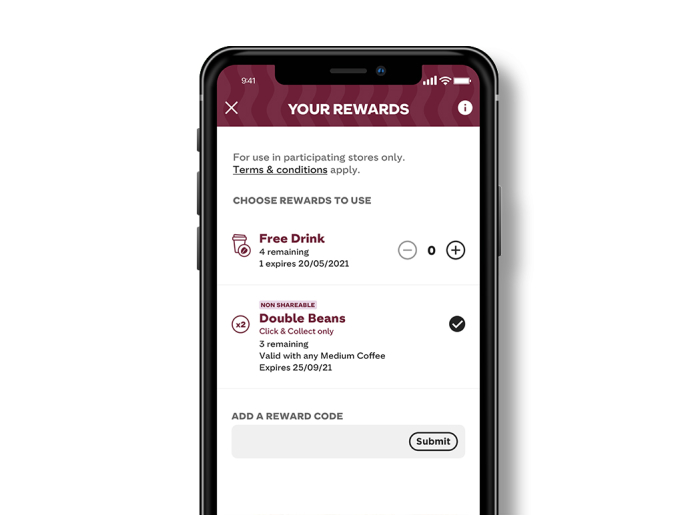 9:41
YOUR REWARDS
For use in participating stores only.
Terms & conditions apply.
CHOOSE REWARDS TO USE
Free Drink
4 remaining
1 expires 20/05/2021
0
NON SHAREABLE
x2
Double Beans
Click & Collect only
3 remaining
Valid with any Medium Coffee
Expires 25/09/21
ADD A REWARD CODE
Submit